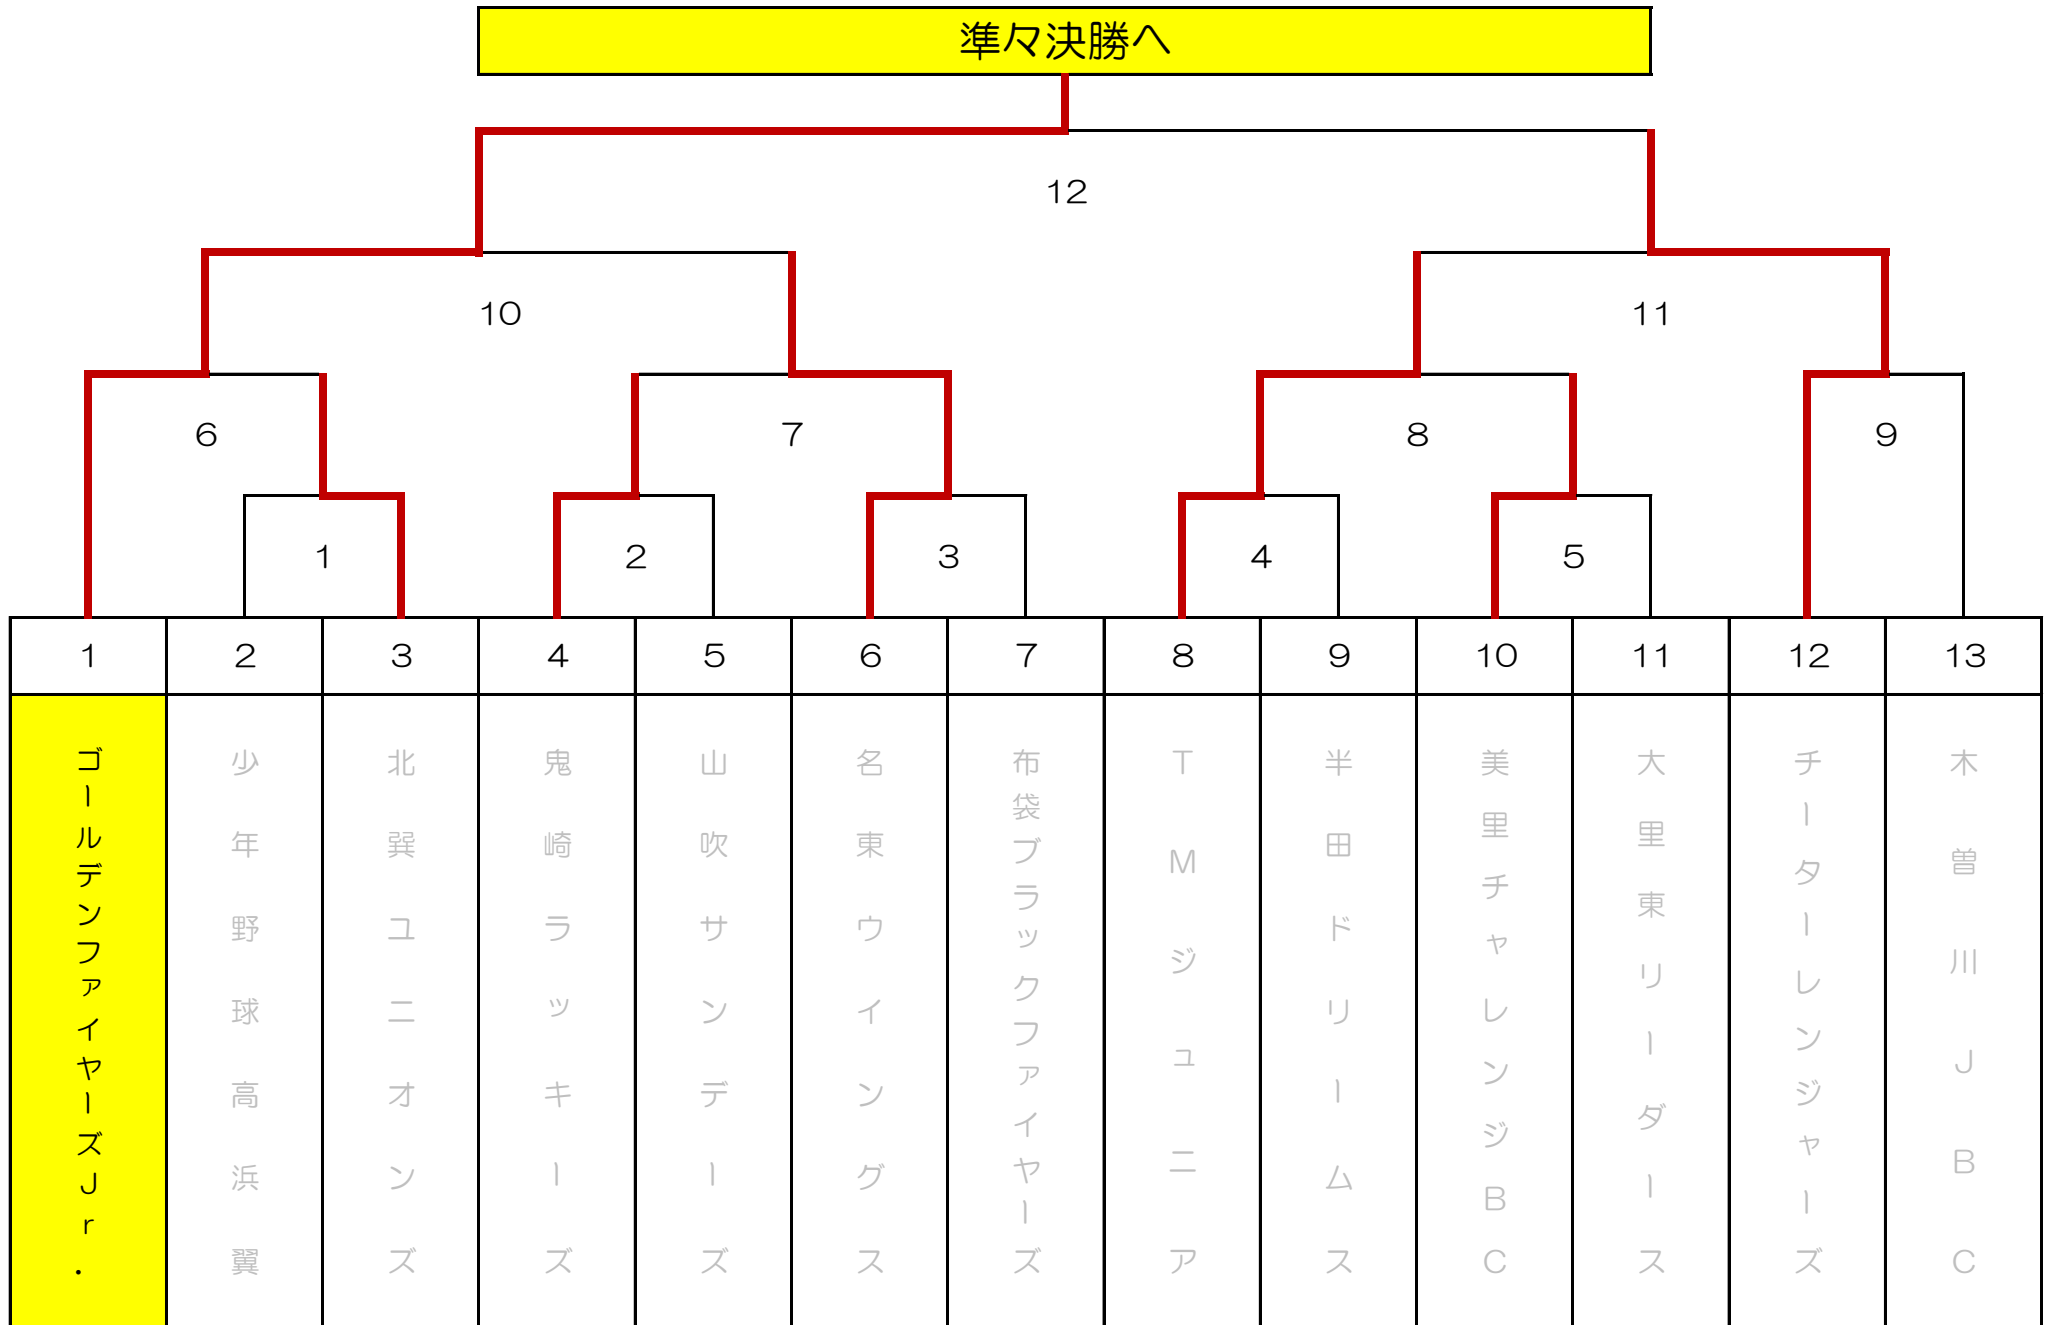 準々決勝へ
12
10
11
6
7
8
9
1
2
3
4
5
1
2
3
4
5
6
7
8
9
10
11
12
13
ゴールデンファイヤーズJr.
少年野球高浜翼
北巽ユニオンズ
鬼崎ラッキーズ
山吹サンデーズ
名東ウイングス
布袋ブラックファイヤーズ
TMジュニア
半田ドリームス
美里チャレンジBC
大里東リーダース
チーターレンジャーズ
木曽川JBC